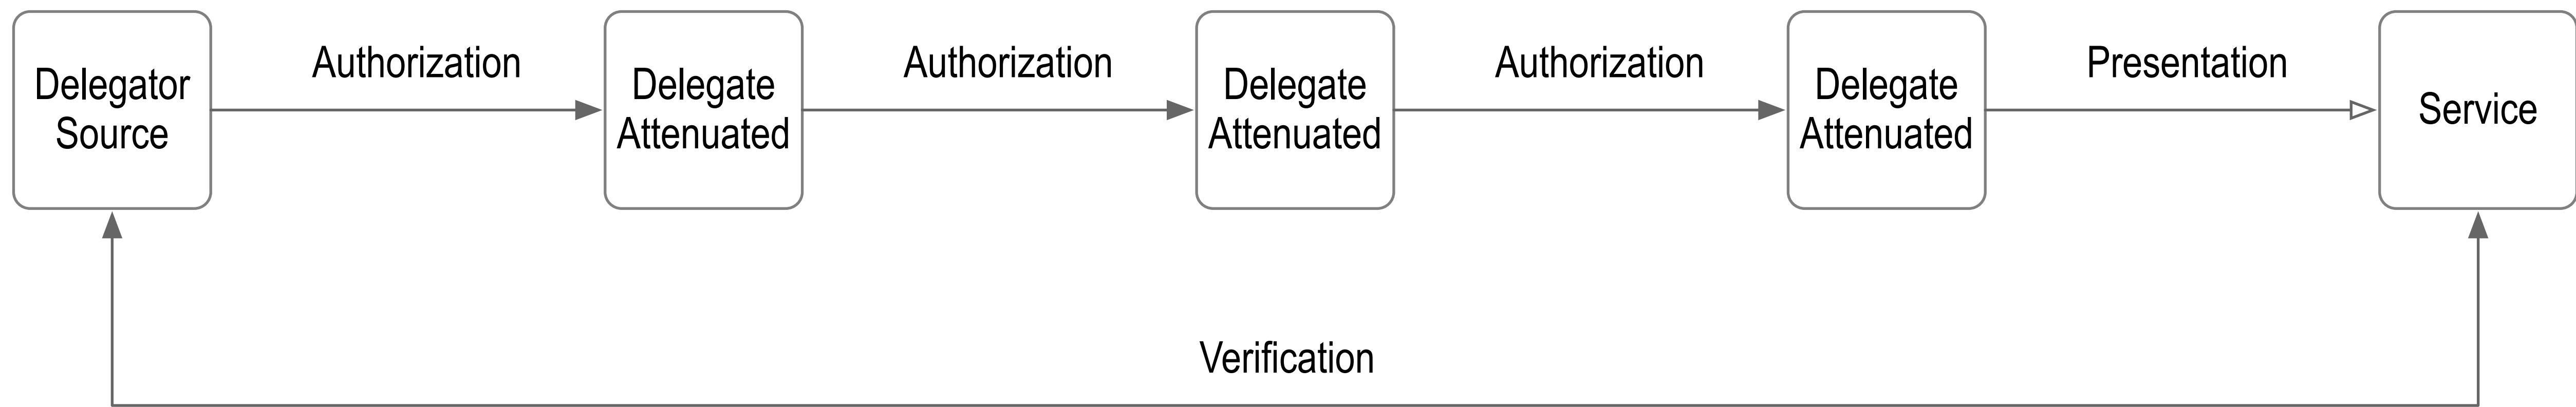 Delegator
Source
Authorization
Delegate
Attenuated
Authorization
Delegate
Attenuated
Authorization
Delegate
Attenuated
Presentation
Service
Verification